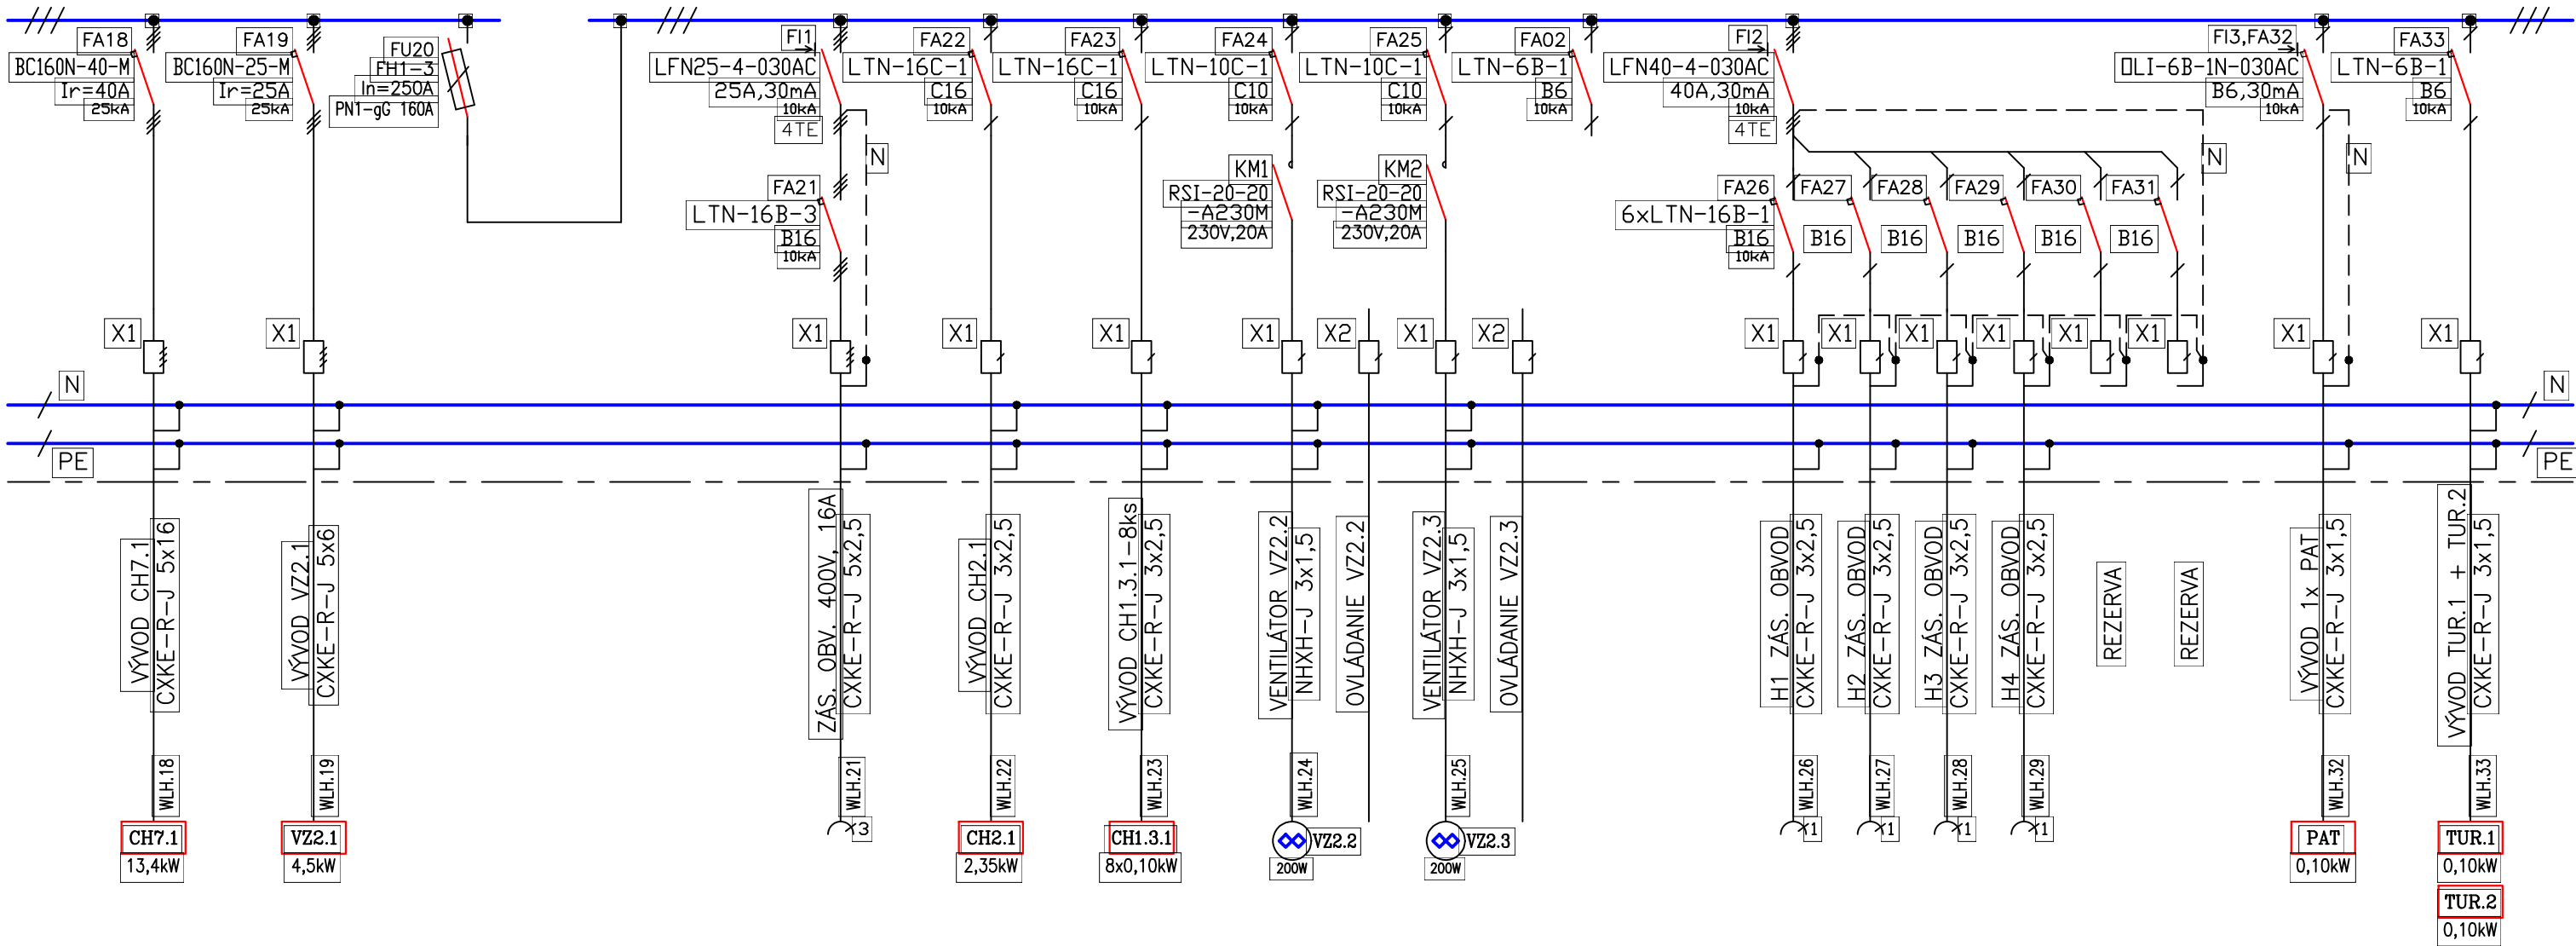 FA18
BC160N-40-M
Ir=40A
25kA
FA19
BC160N-25-M
Ir=25A
25kA
FU20
FH1-3
In=250A
PN1-gG 160A
FI1
LFN25-4-030AC
25A,30mA
10kA
4TE
N
FA21
LTN-16B-3
B16
10kA
FA22
LTN-16C-1
C16
10kA
FA23
LTN-16C-1
C16
10kA
FA24
LTN-10C-1
C10
10kA
KM1
RSI-20-20
-A230M
230V,20A
FA25
LTN-10C-1
C10
10kA
KM2
RSI-20-20
-A230M
230V,20A
FA02
LTN-6B-1
B6
10kA
FI2
LFN40-4-030AC
40A,30mA
10kA
4TE
N
FA26
6xLTN-16B-1
B16
10kA
FA27
B16
FA28
B16
FA29
B16
FA30
B16
FA31
B16
FI3,FA32
OLI-6B-1N-030AC
B6,30mA
10kA
N
FA33
LTN-6B-1
B6
10kA
X1
X1
X1
X1
X1
X1
X2
X1
X2
X1
X1
X1
X1
X1
X1
X1
X1
N
N
PE
PE
VÝVOD CH7.1
CXKE-R-J 5x16
VÝVOD VZ2.1
CXKE-R-J 5x6
ZÁS. OBV. 400V, 16A
CXKE-R-J 5x2,5
VÝVOD CH2.1
CXKE-R-J 3x2,5
VÝVOD CH1.3.1-8ks
CXKE-R-J 3x2,5
VENTILÁTOR VZ2.2
NHXH-J 3x1,5
OVLÁDANIE VZ2.2
VENTILÁTOR VZ2.3
NHXH-J 3x1,5
OVLÁDANIE VZ2.3
H1 ZÁS. OBVOD
CXKE-R-J 3x2,5
H2 ZÁS. OBVOD
CXKE-R-J 3x2,5
H3 ZÁS. OBVOD
CXKE-R-J 3x2,5
H4 ZÁS. OBVOD
CXKE-R-J 3x2,5
REZERVA
REZERVA
VÝVOD 1x PAT
CXKE-R-J 3x1,5
VÝVOD TUR.1 + TUR.2
CXKE-R-J 3x1,5
WLH.18
WLH.19
WLH.21
WLH.22
WLH.23
WLH.24
WLH.25
WLH.26
WLH.27
WLH.28
WLH.29
WLH.32
WLH.33
CH7.1
13,4kW
VZ2.1
4,5kW
3
CH2.1
2,35kW
CH1.3.1
8x0,10kW
VZ2.2
200W
VZ2.3
200W
1
1
1
1
PAT
0,10kW
TUR.1
0,10kW
TUR.2
0,10kW